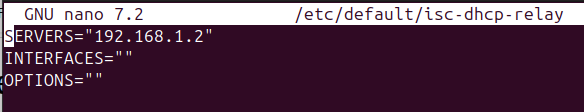 GNU nano 7.2 /etc/default/isc-dhcp-relay
SERVERS="192.168.1.2"
INTERFACES=""
OPTIONS=""